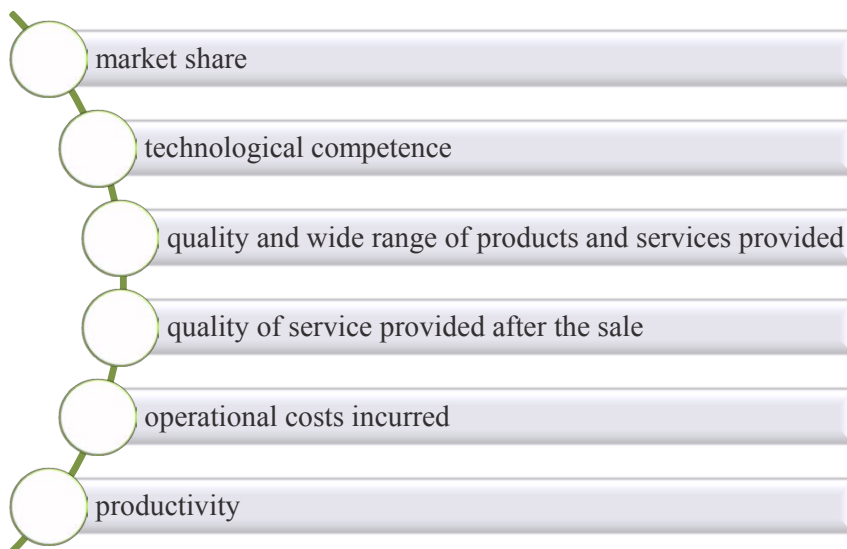 market share
technological competence
quality and wide range of products and services provided
quality of service provided after the sale
operational costs incurred
productivity